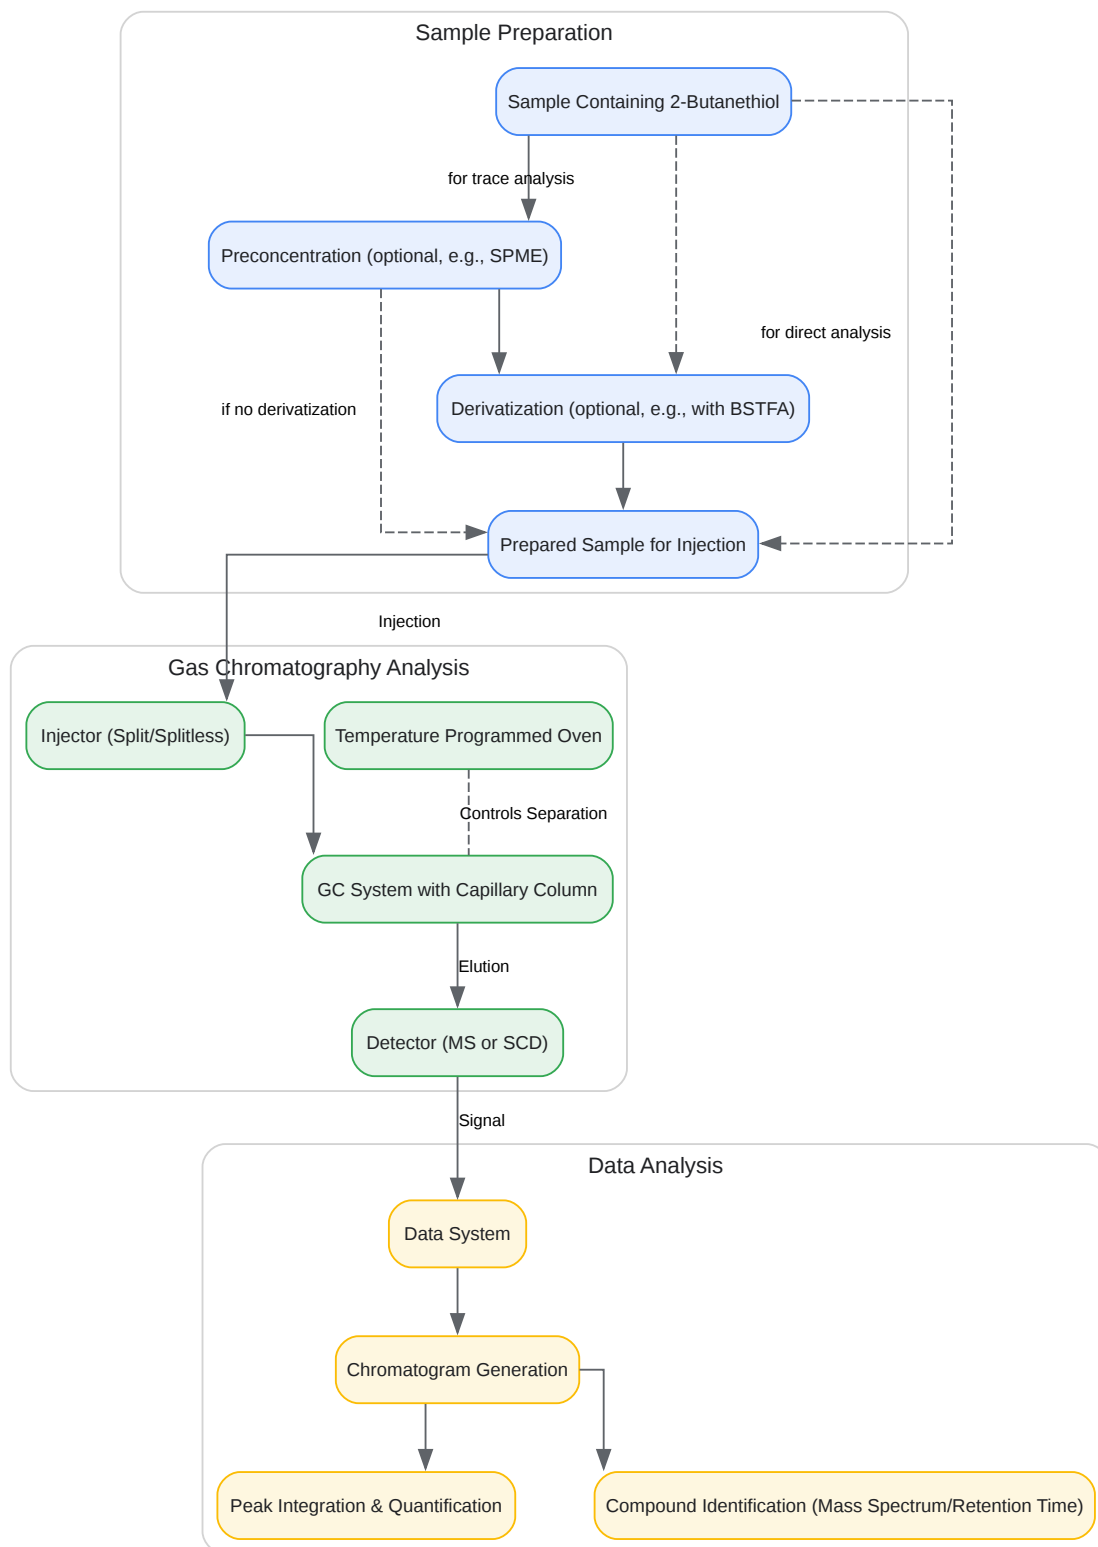 Sample Preparation
Sample Containing 2-Butanethiol
for trace analysis
Preconcentration (optional, e.g., SPME)
for direct analysis
if no derivatization
Derivatization (optional, e.g., with BSTFA)
Prepared Sample for Injection
Injection
Gas Chromatography Analysis
Injector (Split/Splitless)
Temperature Programmed Oven
Controls Separation
GC System with Capillary Column
Elution
Detector (MS or SCD)
Signal
Data Analysis
Data System
Chromatogram Generation
Peak Integration & Quantification
Compound Identification (Mass Spectrum/Retention Time)